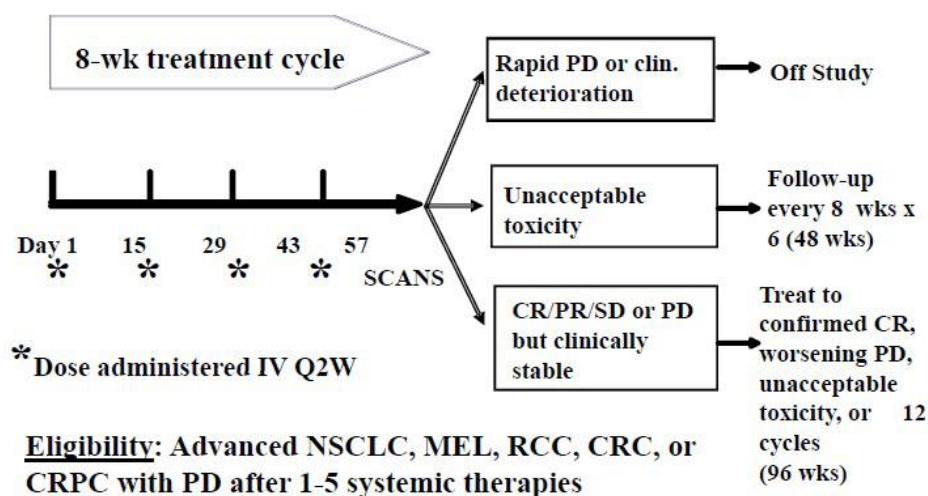 8-wk treatment cycle
Rapid PD or clin.
deterioration
Off Study
Unacceptable
toxicity
Follow-up
every 8 wks x
6 (48 wks)
Day 1 15 29 43 57
* * * * SCANS
CR/PR/SD or PD
but clinically
stable
Treat to
confirmed CR,
worsening PD,
unacceptable
toxicity, or 12
cycles
(96 wks)
*Dose administered IV Q2W
Eligibility: Advanced NSCLC, MEL, RCC, CRC, or
CRPC with PD after 1-5 systemic therapies